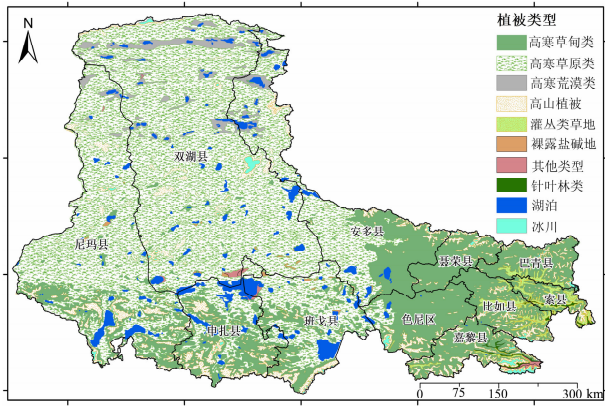 N
植被类型
高寒草甸类
高寒草原类
高寒荒漠类
高山植被
灌丛类草地
裸露盐碱地
其他类型
针叶林类
湖泊
冰川
双湖县
安多县
尼玛县
聂荣县
巴青县
索县
比如县
班戈县
色尼区
申扎县
嘉黎县
0 75 150 300 km